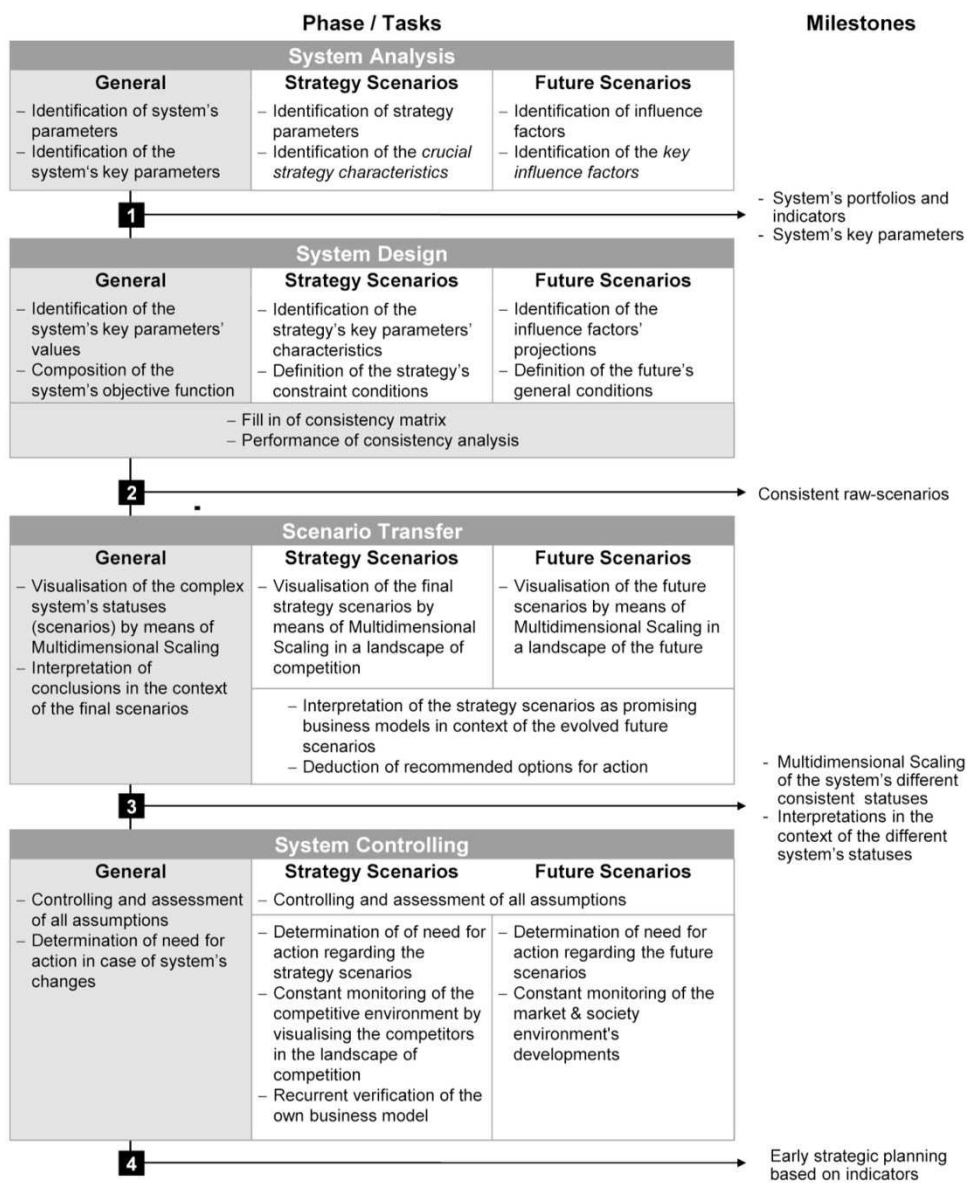 Phase / Tasks
Milestones
System Analysis
General
– Identification of system's
parameters
– Identification of the
system's key parameters
Strategy Scenarios
– Identification of strategy
parameters
– Identification of the crucial
strategy characteristics
Future Scenarios
– Identification of influence
factors
– Identification of the key
influence factors
1
- System's portfolios and
indicators
- System's key parameters
System Design
General
– Identification of the
system's key parameters'
values
– Composition of the
system's objective function
Strategy Scenarios
– Identification of the
strategy's key parameters'
characteristics
– Definition of the strategy's
constraint conditions
Future Scenarios
– Identification of the
influence factors'
projections
– Definition of the future's
general conditions
– Fill in of consistency matrix
– Performance of consistency analysis
2
Consistent raw-scenarios
Scenario Transfer
General
– Visualisation of the complex
system's statuses
(scenarios) by means of
Multidimensional Scaling
– Interpretation of
conclusions in the context
of the final scenarios
Strategy Scenarios
– Visualisation of the final
strategy scenarios by
means of Multidimensional
Scaling in a landscape of
competition
Future Scenarios
– Visualisation of the future
scenarios by means of
Multidimensional Scaling in
a landscape of the future
– Interpretation of the strategy scenarios as promising
business models in context of the evolved future
scenarios
– Deduction of recommended options for action
3
- Multidimensional Scaling
of the system's different
consistent statuses
- Interpretations in the
context of the different
system's statuses
System Controlling
General
– Controlling and assessment
of all assumptions
– Determination of need for
action in case of system's
changes
Strategy Scenarios
Future Scenarios
– Controlling and assessment of all assumptions
– Determination of of need for
action regarding the
strategy scenarios
– Constant monitoring of the
competitive environment by
visualising the competitors
in the landscape of
competition
– Recurrent verification of the
own business model
– Determination of need for
action regarding the future
scenarios
– Constant monitoring of the
market & society
environment's
developments
4
Early strategic planning
based on indicators